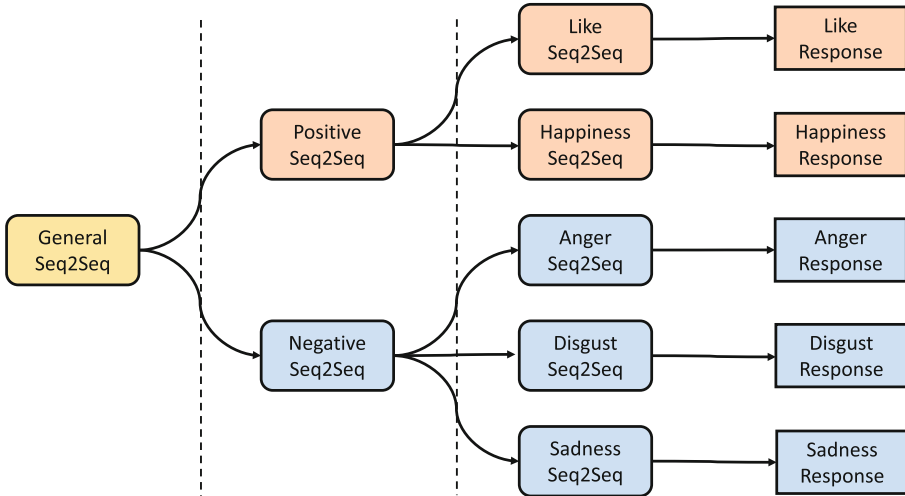 Like
Seq2Seq
Like
Response
Positive
Seq2Seq
Happiness
Seq2Seq
Happiness
Response
General
Seq2Seq
Anger
Seq2Seq
Anger
Response
Negative
Seq2Seq
Disgust
Seq2Seq
Disgust
Response
Sadness
Seq2Seq
Sadness
Response